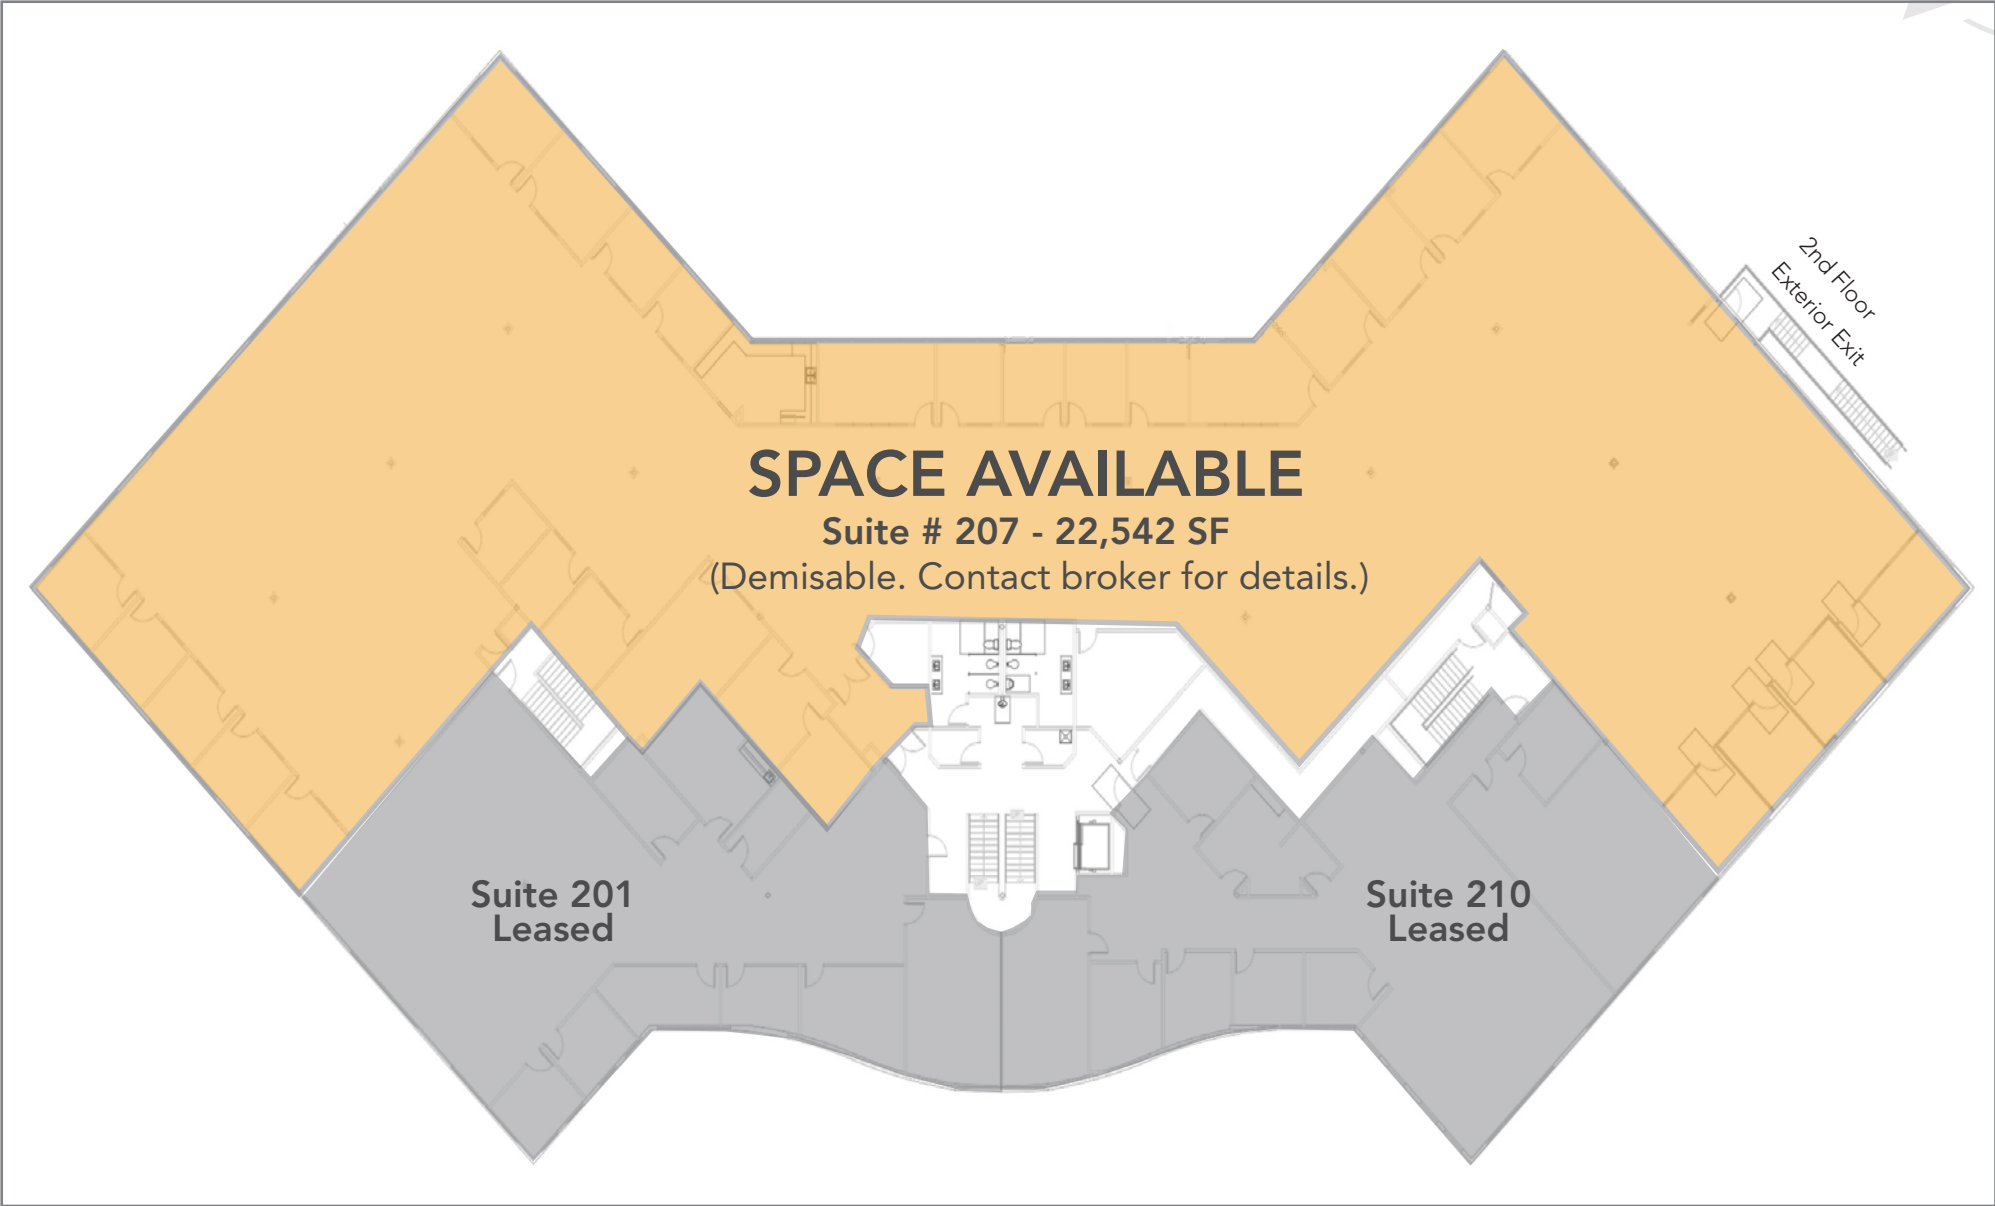 2nd Floor
Exterior Exit
SPACE AVAILABLE
Suite # 207 - 22,542 SF
(Demisable. Contact broker for details.)
Suite 201
Leased
Suite 210
Leased